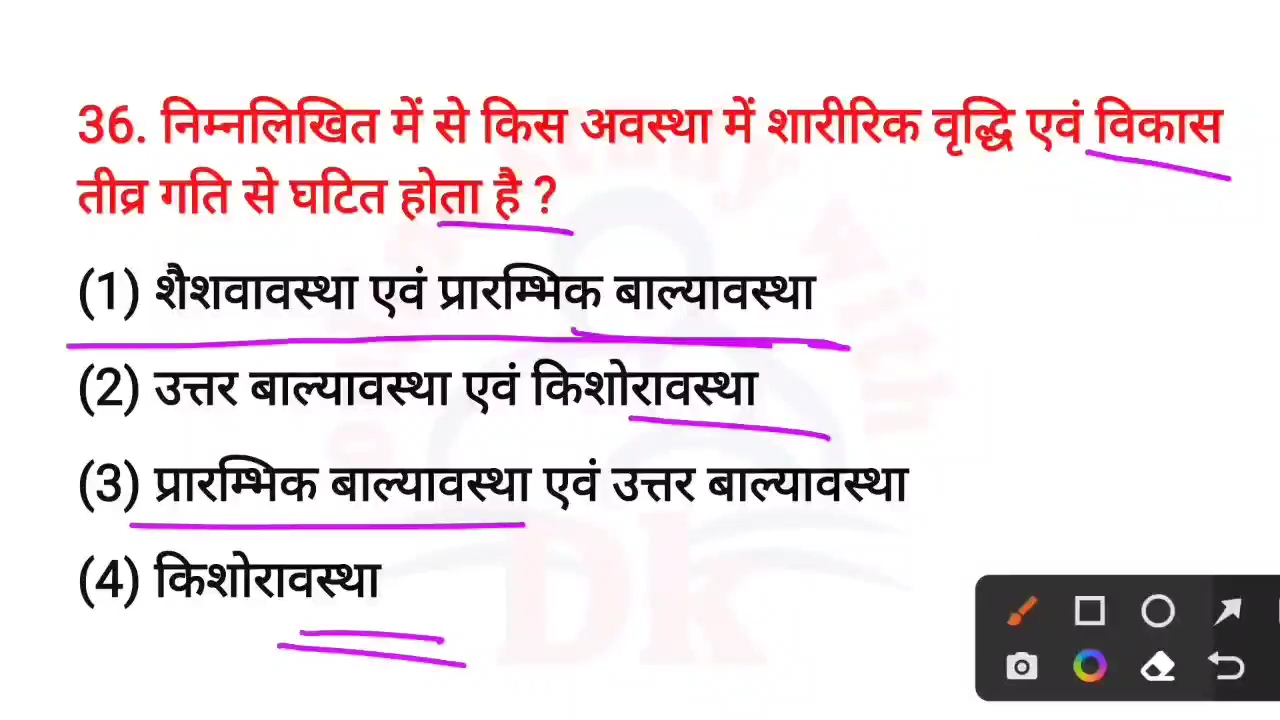 36. निम्नलिखित में से किस अवस्था में शारीरिक वृद्धि एवं विकास
तीव्र गति से घटित होता है ?
(1) शैशवावस्था एवं प्रारम्भिक बाल्यावस्था
(2) उत्तर बाल्यावस्था एवं किशोरावस्था
(3) प्रारम्भिक बाल्यावस्था एवं उत्तर बाल्यावस्था
(4) किशोरावस्था
Dk